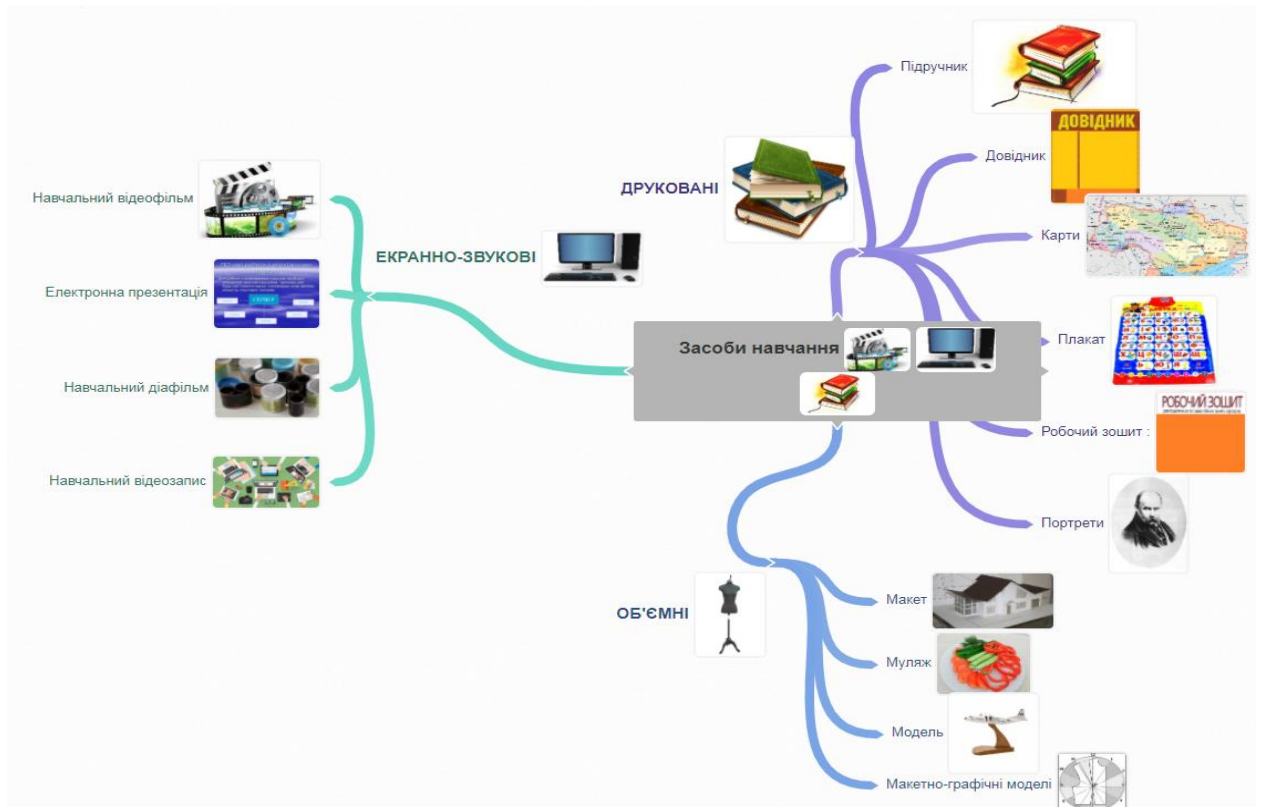 Підручник
ДОВІДНИК
Довідник
ДРУКОВАНІ
Навчальний відеофільм
Карти
ЕКРАННО-ЗВУКОВІ
Електронна презентація
Засоби навчання
Плакат
Навчальний діафільм
РОБОЧИЙ ЗОШИТ
Робочий зошит :
Навчальний відеозапис
Портрети
Макет
ОБ'ЄМНІ
Муляж
Модель
Макетно-графічні моделі